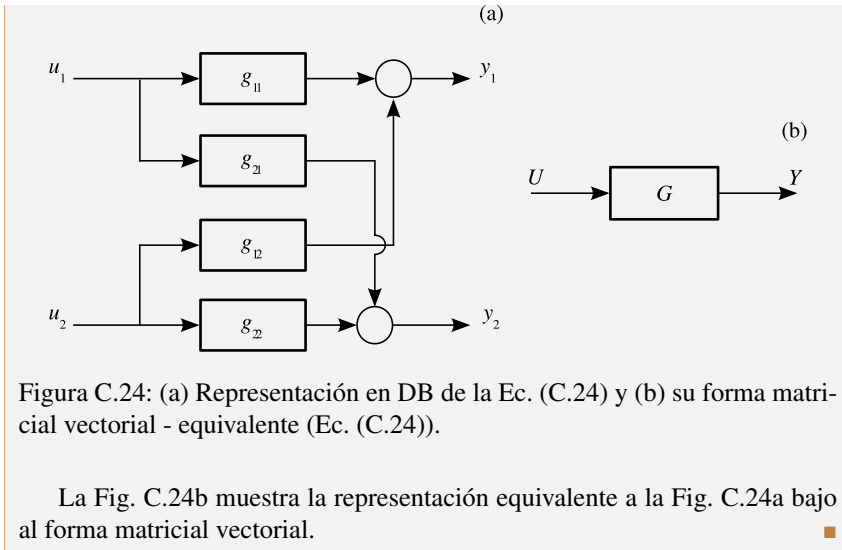 (a)
u₁ g₁₁ y₁
g₂₁
(b)
U G Y
g₁₂
u₂ g₂₂ y₂
Figura C.24: (a) Representación en DB de la Ec. (C.24) y (b) su forma matri-
cial vectorial - equivalente (Ec. (C.24)).
La Fig. C.24b muestra la representación equivalente a la Fig. C.24a bajo
al forma matricial vectorial.